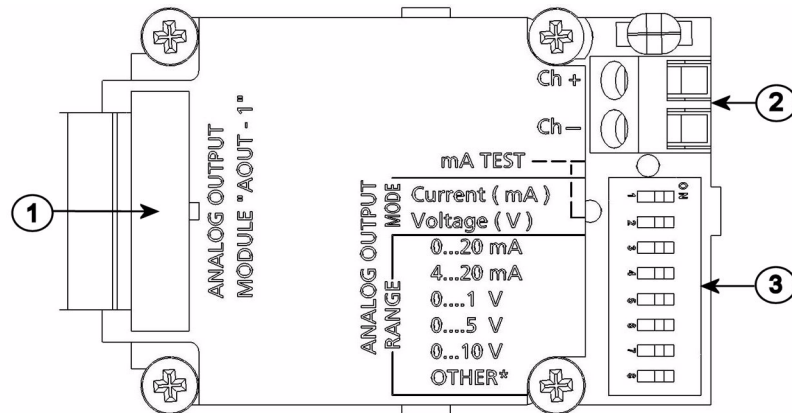 Ch +
Ch –
mA TEST
ANALOG OUTPUT
MODULE "AOUT - 1"
ANALOG OUTPUT
MODE
RANGE
Current ( mA )
Voltage ( V )
0...20 mA
4...20 mA
0....1 V
0...5 V
0...10 V
OTHER*
ON
1
2
3
4
5
6
7
8
1
2
3